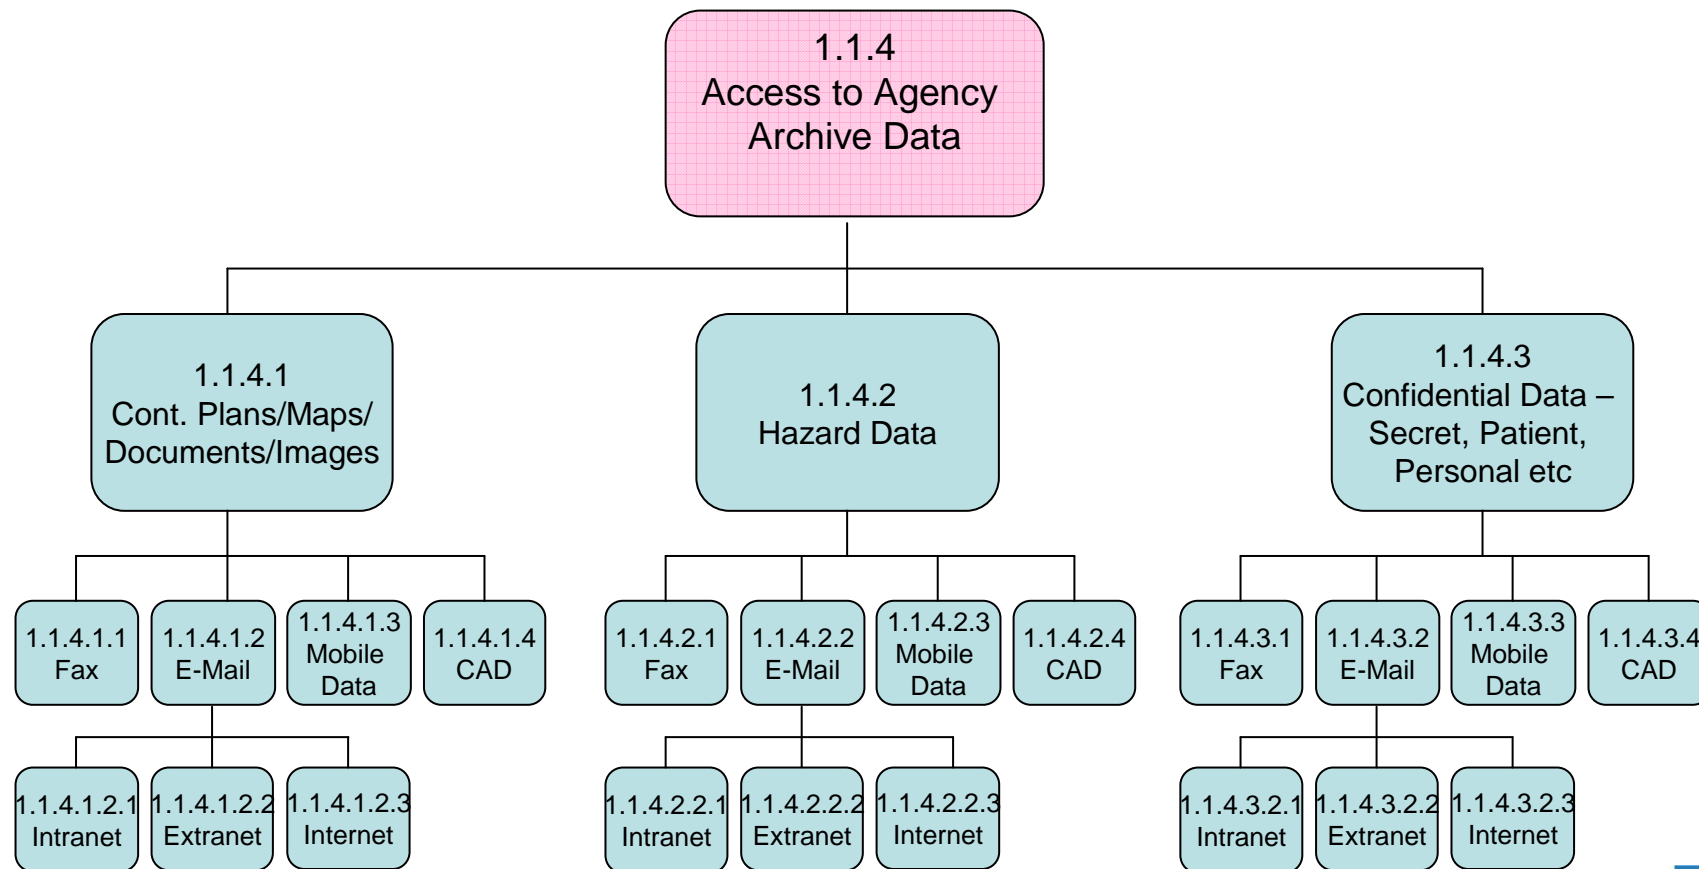 1.1.4
Access to Agency
Archive Data
1.1.4.1
Cont. Plans/Maps/
Documents/Images
1.1.4.2
Hazard Data
1.1.4.3
Confidential Data –
Secret, Patient,
Personal etc
1.1.4.1.1
Fax
1.1.4.1.2
E-Mail
1.1.4.1.3
Mobile
Data
1.1.4.1.4
CAD
1.1.4.2.1
Fax
1.1.4.2.2
E-Mail
1.1.4.2.3
Mobile
Data
1.1.4.2.4
CAD
1.1.4.3.1
Fax
1.1.4.3.2
E-Mail
1.1.4.3.3
Mobile
Data
1.1.4.3.4
CAD
1.1.4.1.2.1
Intranet
1.1.4.1.2.2
Extranet
1.1.4.1.2.3
Internet
1.1.4.2.2.1
Intranet
1.1.4.2.2.2
Extranet
1.1.4.2.2.3
Internet
1.1.4.3.2.1
Intranet
1.1.4.3.2.2
Extranet
1.1.4.3.2.3
Internet